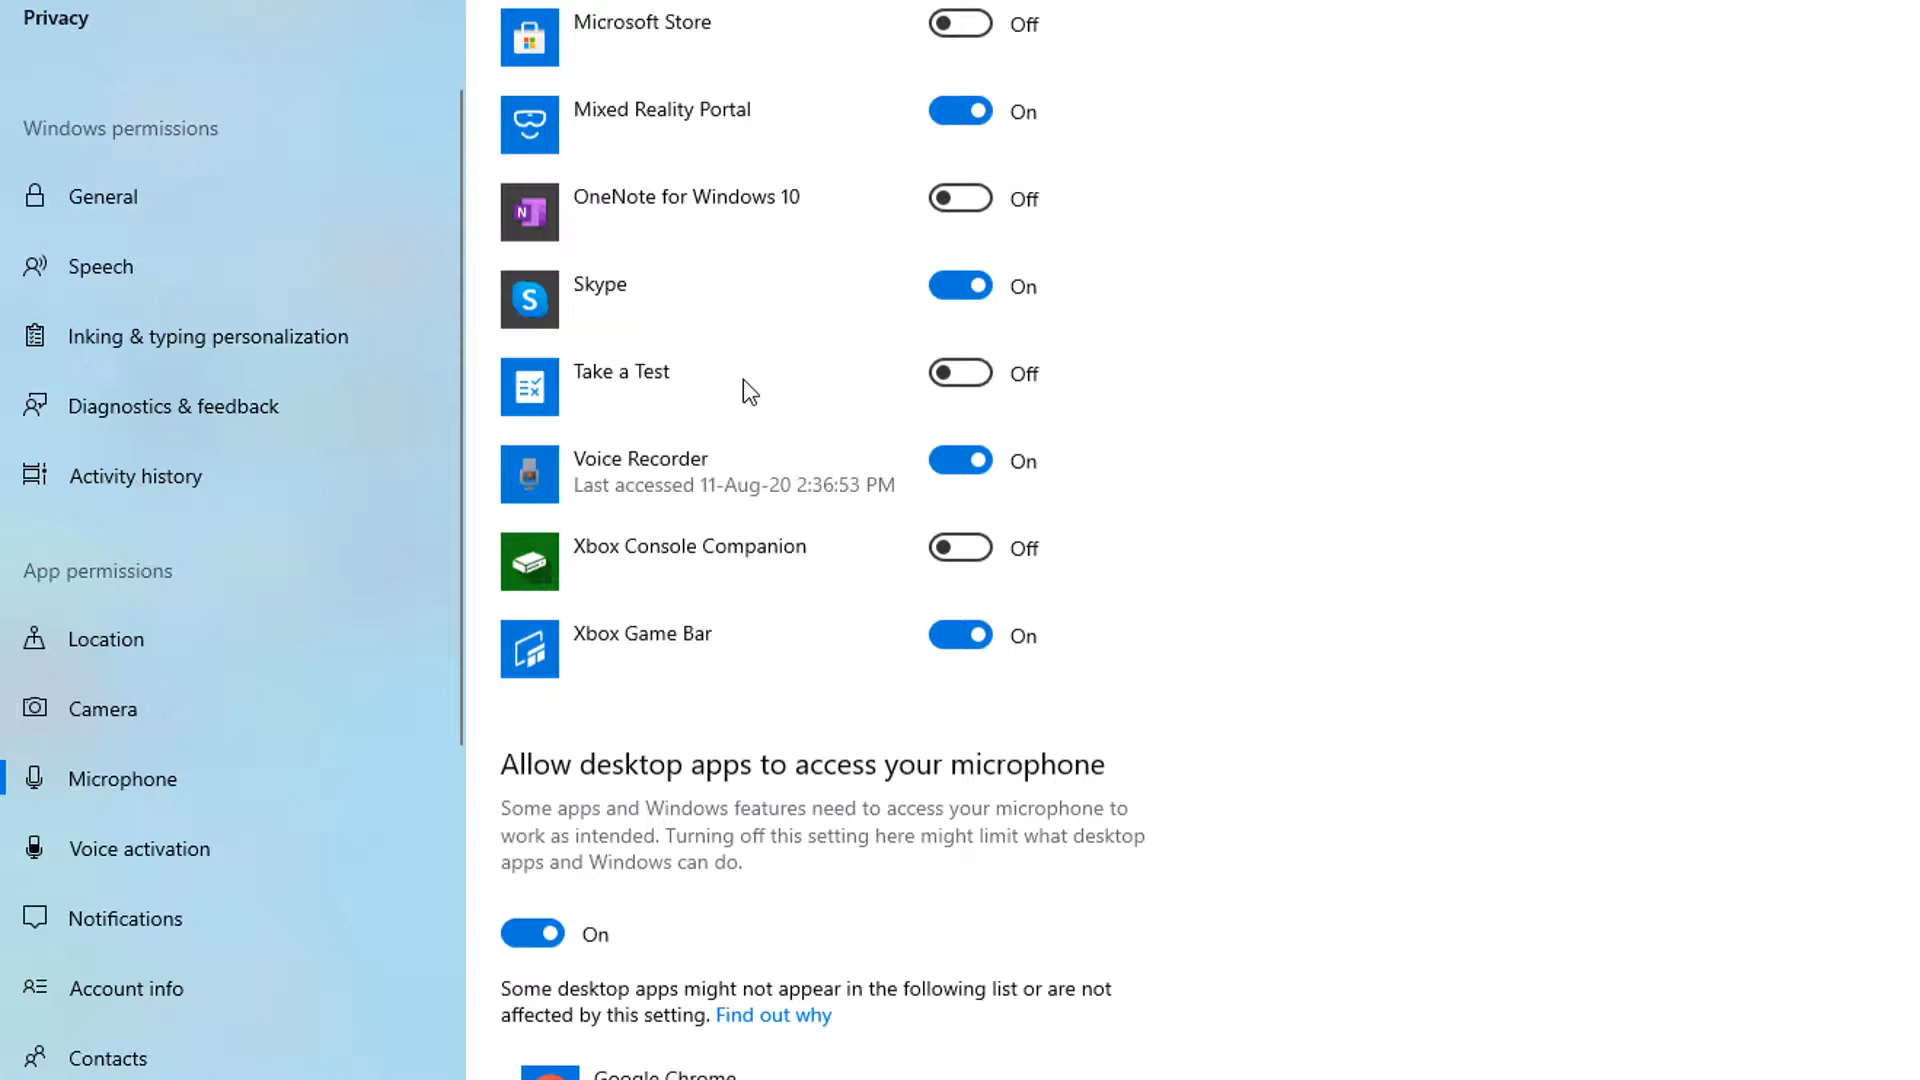 Privacy
Windows permissions
General
Speech
Inking & typing personalization
Diagnostics & feedback
Activity history
App permissions
Location
Camera
Microphone
Voice activation
Notifications
Account info
Contacts
Microsoft Store
Off
Mixed Reality Portal
On
OneNote for Windows 10
Off
Skype
On
Take a Test
Off
Voice Recorder
On
Last accessed 11-Aug-20 2:36:53 PM
Xbox Console Companion
Off
Xbox Game Bar
On
Allow desktop apps to access your microphone
Some apps and Windows features need to access your microphone to
work as intended. Turning off this setting here might limit what desktop
apps and Windows can do.
On
Some desktop apps might not appear in the following list or are not
affected by this setting. Find out why
Google Chrome